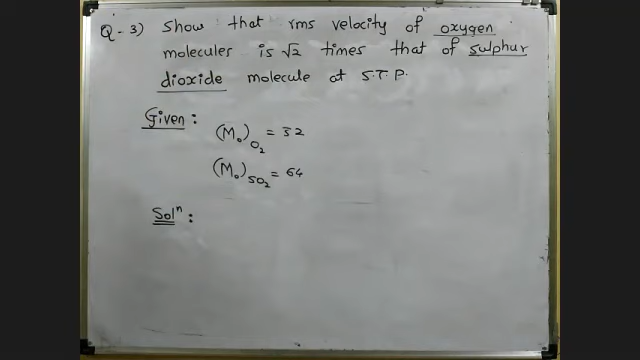 Q-3) Show that rms velocity of oxygen
molecules is √2 times that of sulphur
dioxide molecule at S.T.P.
Given :
(M₀)O₂ = 32
(M₀)SO₂ = 64
Solⁿ :